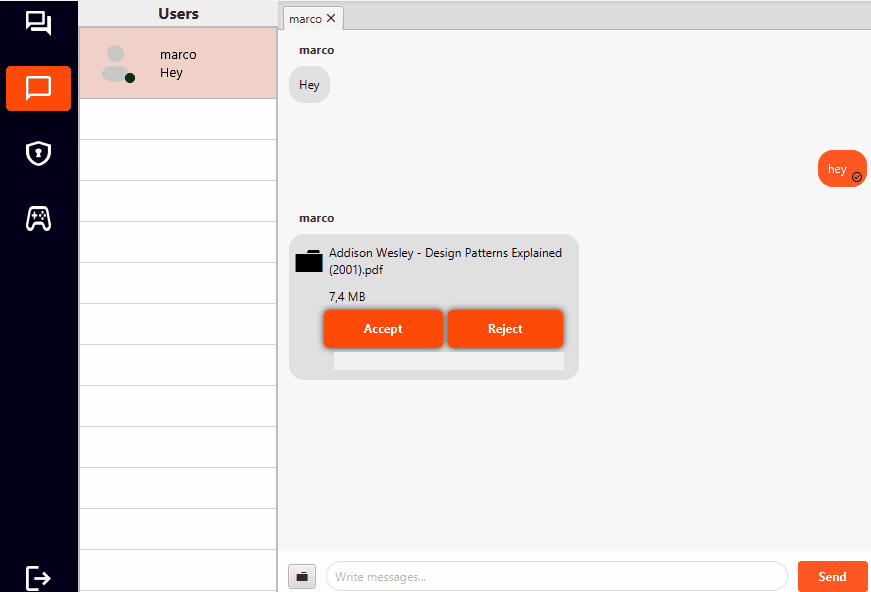 Users
marco
Hey
marco
marco
Hey
hey
marco
Addison Wesley - Design Patterns Explained
(2001).pdf
7,4 MB
Accept Reject
Write messages...
Send